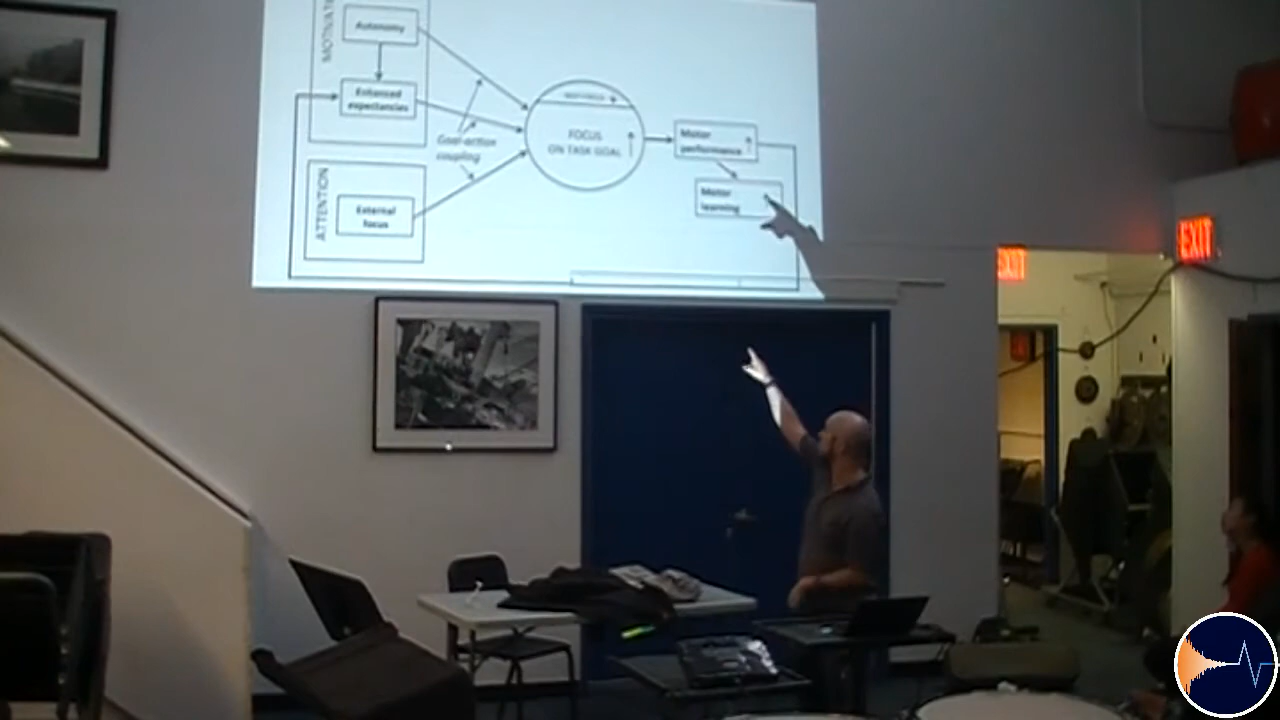 MOTIVAT
Autonomy
Enhanced
expectancies
Goal-action
coupling
FOCUS
ON TASK GOAL
Motor
performance
Motor
learning
ATTENTION
External
focus
EXIT
EXIT